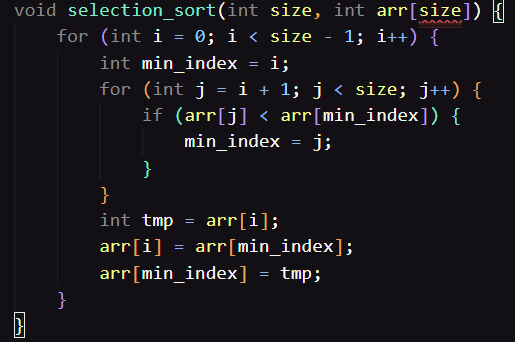 void selection_sort(int size, int arr[size]) {
    for (int i = 0; i < size - 1; i++) {
        int min_index = i;
        for (int j = i + 1; j < size; j++) {
            if (arr[j] < arr[min_index]) {
                min_index = j;
            }
        }
        int tmp = arr[i];
        arr[i] = arr[min_index];
        arr[min_index] = tmp;
    }
}